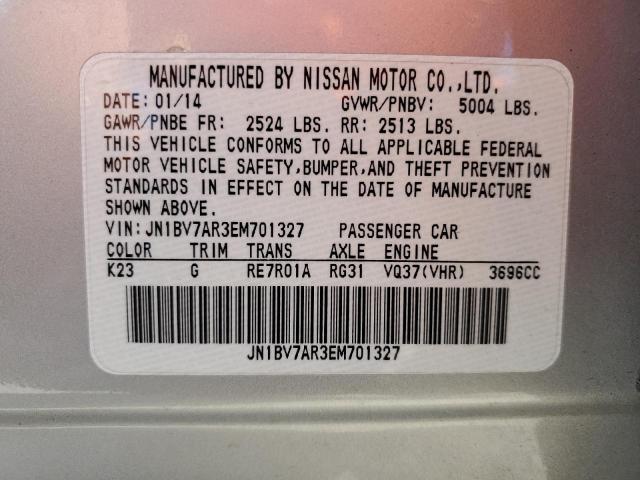 MANUFACTURED BY NISSAN MOTOR CO.,LTD.
DATE: 01/14 GVWR/PNBV: 5004 LBS.
GAWR/PNBE FR: 2524 LBS. RR: 2513 LBS.
THIS VEHICLE CONFORMS TO ALL APPLICABLE FEDERAL
MOTOR VEHICLE SAFETY,BUMPER,AND THEFT PREVENTION
STANDARDS IN EFFECT ON THE DATE OF MANUFACTURE
SHOWN ABOVE.
VIN:JN1BV7AR3EM701327 PASSENGER CAR
COLOR TRIM TRANS AXLE ENGINE
K23 G RE7R01A RG31 VQ37(VHR) 3696CC
JN1BV7AR3EM701327